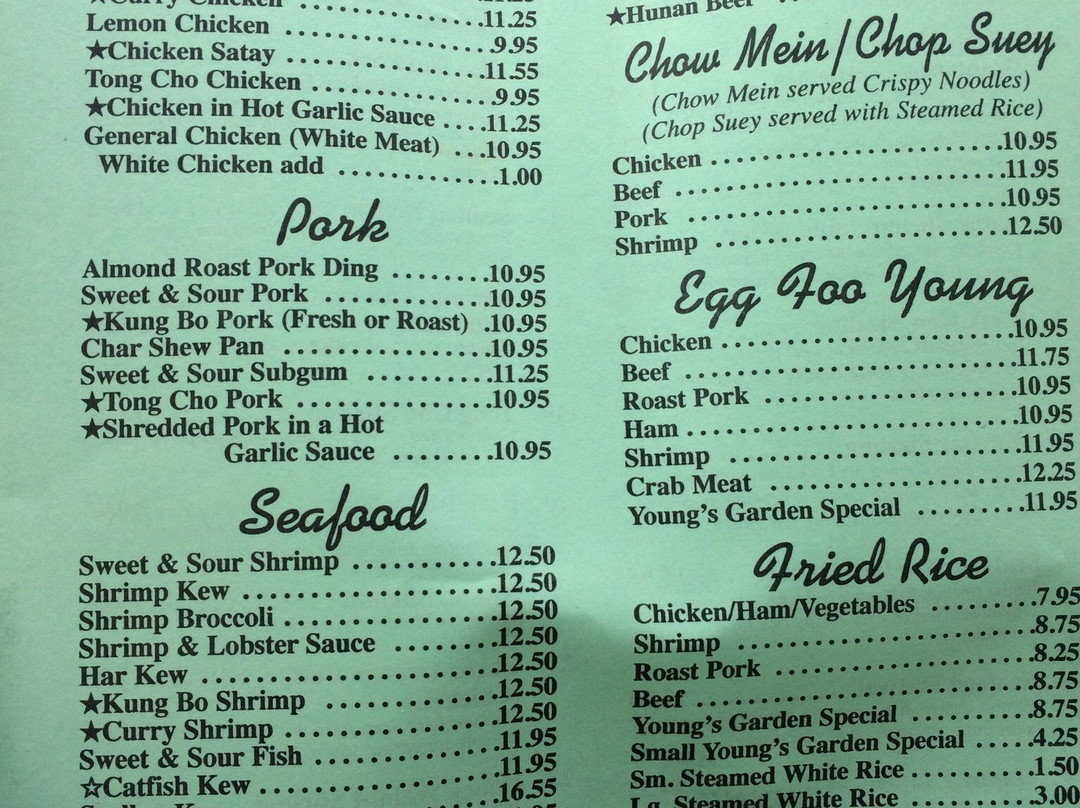 ★Curry Chicken ...11.25
Lemon Chicken ...9.95
★Chicken Satay ...11.55
Tong Cho Chicken ...9.95
★Chicken in Hot Garlic Sauce ...11.25
General Chicken (White Meat) ...10.95
White Chicken add ...1.00
Pork
Almond Roast Pork Ding ...10.95
Sweet & Sour Pork ...10.95
★Kung Bo Pork (Fresh or Roast) .10.95
Char Shew Pan ...10.95
Sweet & Sour Subgum ...11.25
★Tong Cho Pork ...10.95
★Shredded Pork in a Hot
Garlic Sauce ...10.95
Seafood
Sweet & Sour Shrimp ...12.50
Shrimp Kew ...12.50
Shrimp Broccoli ...12.50
Shrimp & Lobster Sauce ...12.50
Har Kew ...12.50
★Kung Bo Shrimp ...12.50
★Curry Shrimp ...12.50
Sweet & Sour Fish ...11.95
☆Catfish Kew ...11.95
...16.55
★Hunan Beef
Chow Mein/Chop Suey
(Chow Mein served Crispy Noodles)
(Chop Suey served with Steamed Rice)
Chicken ...10.95
Beef ...11.95
Pork ...10.95
Shrimp ...12.50
Egg Foo Young
Chicken ...10.95
Beef ...11.75
Roast Pork ...10.95
Ham ...10.95
Shrimp ...11.95
Crab Meat ...12.25
Young's Garden Special ...11.95
Fried Rice
Chicken/Ham/Vegetables ...7.95
Shrimp ...8.75
Roast Pork ...8.25
Beef ...8.75
Young's Garden Special ...8.75
Small Young's Garden Special ...4.25
Sm. Steamed White Rice ...1.50
Lg. Steamed White Rice ...3.00